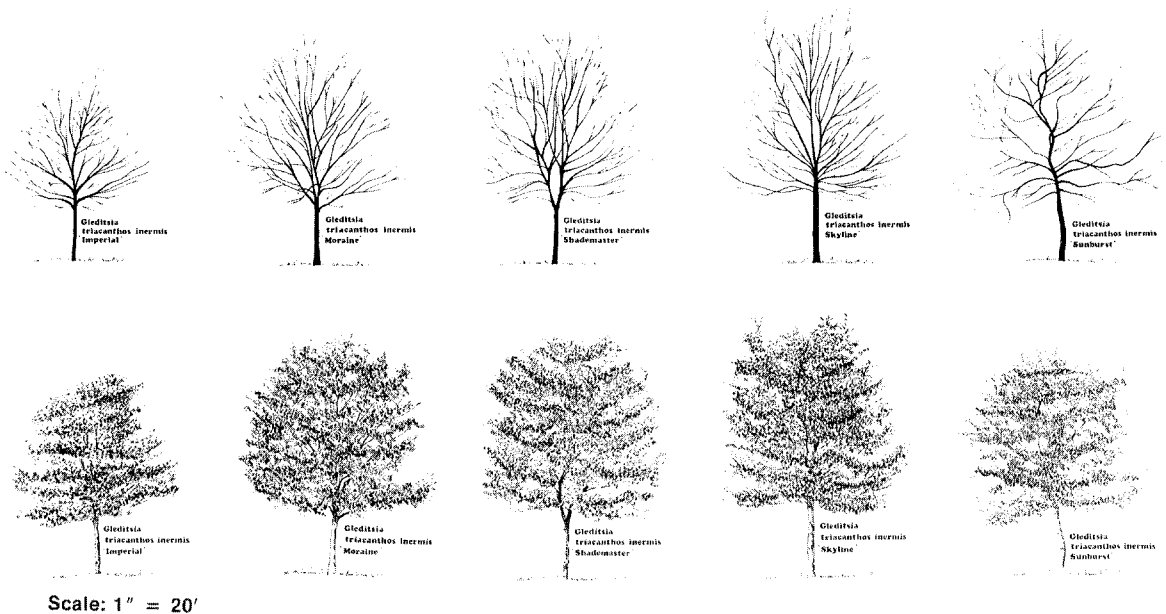 Gleditsia
triacanthos inermis
'Imperial'
Gleditsia
triacanthos inermis
'Moraine'
Gleditsia
triacanthos inermis
'Shademaster'
Gleditsia
triacanthos inermis
'Skyline'
Gleditsia
triacanthos inermis
'Sunburst'
Gleditsia
triacanthos inermis
'Imperial'
Gleditsia
triacanthos inermis
'Moraine'
Gleditsia
triacanthos inermis
'Shademaster'
Gleditsia
triacanthos inermis
'Skyline'
Gleditsia
triacanthos inermis
'Sunburst'
Scale: 1" = 20'